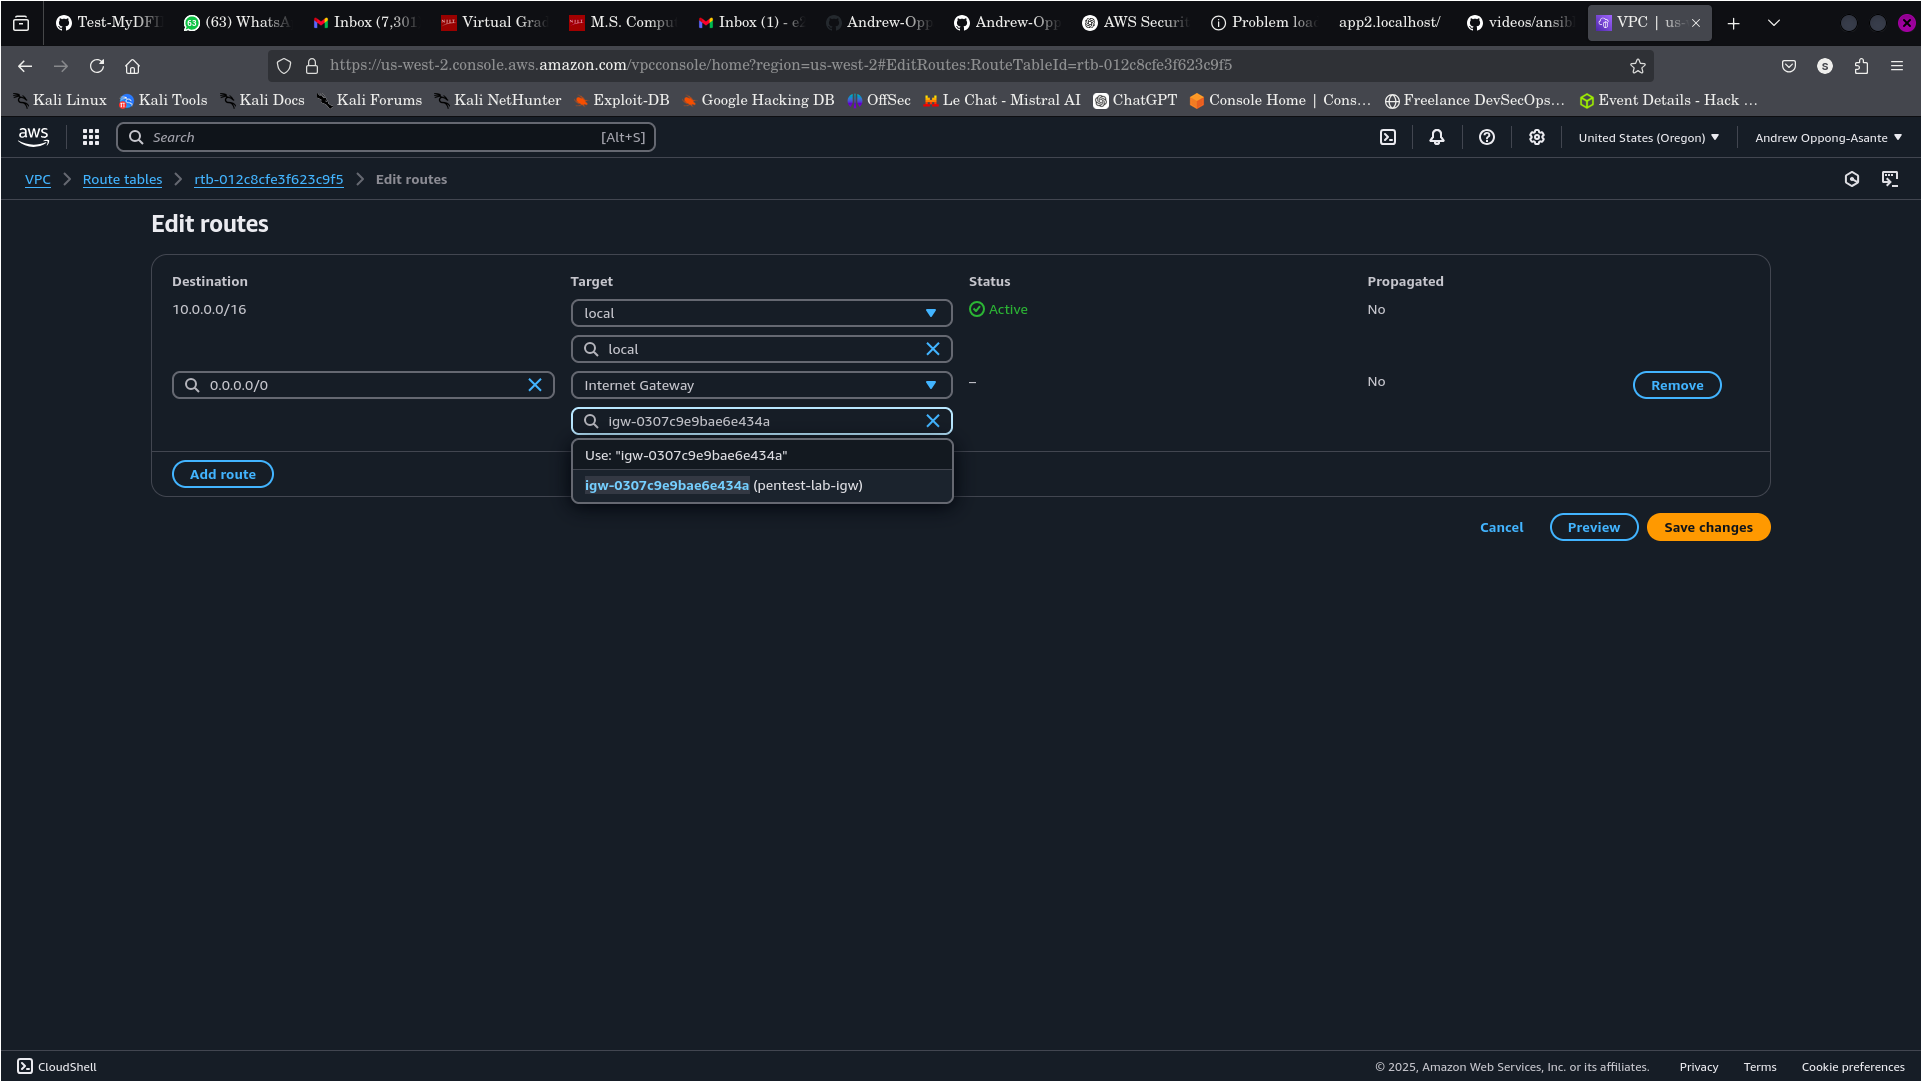 Test-MyDFI
(63) WhatsA
Inbox (7,301
Virtual Grad
M.S. Comput
Inbox (1) - e2
Andrew-Opp
Andrew-Opp
AWS Securit
Problem loa
app2.localhost/
videos/ansibl
VPC | us-
https://us-west-2.console.aws.amazon.com/vpcconsole/home?region=us-west-2#EditRoutes:RouteTableId=rtb-012c8cfe3f623c9f5
S
Kali Linux
Kali Tools
Kali Docs
Kali Forums
Kali NetHunter
Exploit-DB
Google Hacking DB
OffSec
Le Chat - Mistral AI
ChatGPT
Console Home | Cons…
Freelance DevSecOps…
Event Details - Hack …
aws
Search
[Alt+S]
United States (Oregon)
Andrew Oppong-Asante
VPC > Route tables > rtb-012c8cfe3f623c9f5 > Edit routes
Edit routes
Destination Target Status Propagated
10.0.0.0/16 local Active No
local
0.0.0.0/0 Internet Gateway – No Remove
igw-0307c9e9bae6e434a
Use: "igw-0307c9e9bae6e434a"
igw-0307c9e9bae6e434a (pentest-lab-igw)
Add route
Cancel Preview Save changes
CloudShell
© 2025, Amazon Web Services, Inc. or its affiliates. Privacy Terms Cookie preferences